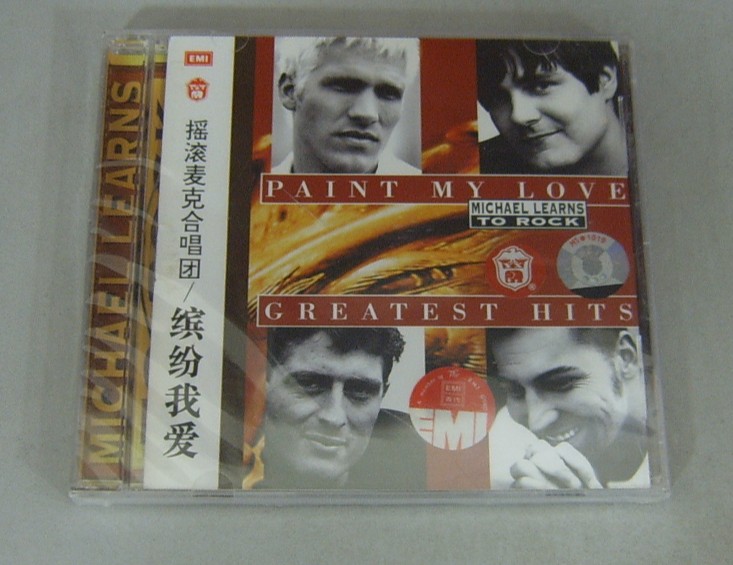 MICHAEL LEARNS
EMI
摇滚麦克合唱团/缤纷我爱
PAINT MY LOVE
MICHAEL LEARNS
TO ROCK
GREATEST HITS
EMI
EMI